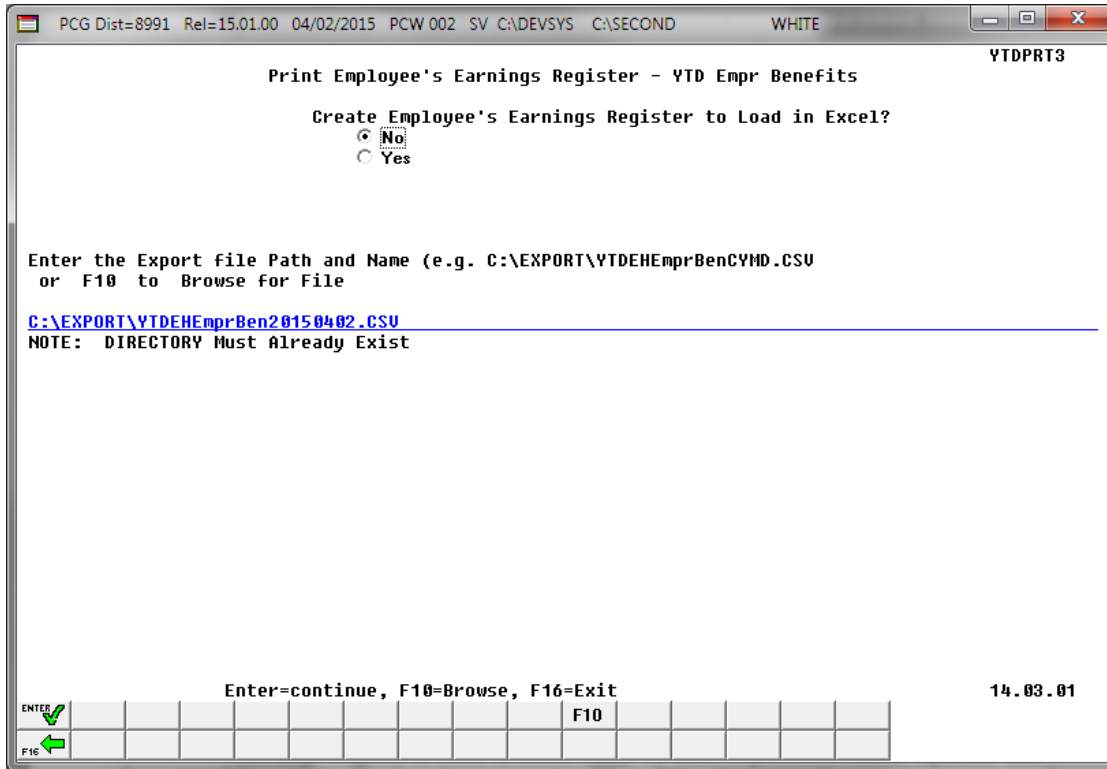 PCG Dist=8991 Rel=15.01.00 04/02/2015 PCW 002 SV C:\DEVSYS C:\SECOND WHITE
YTDPRT3
Print Employee's Earnings Register - YTD Empr Benefits
Create Employee's Earnings Register to Load in Excel?
No
Yes
Enter the Export file Path and Name (e.g. C:\EXPORT\YTDEHEmprBenCYMD.CSV
or F10 to Browse for File
C:\EXPORT\YTDEHEmprBen20150402.CSV
NOTE: DIRECTORY Must Already Exist
Enter=continue, F10=Browse, F16=Exit
14.03.01
ENTER
F10
F16